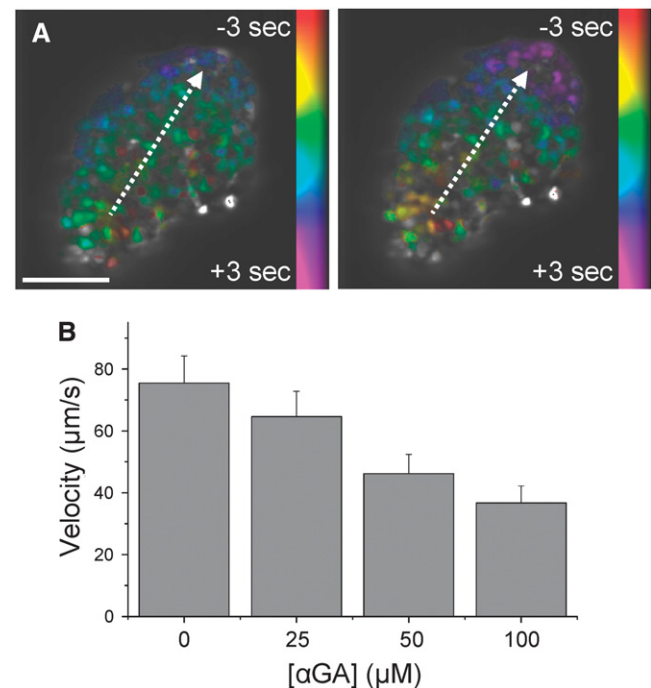 A
-3 sec
-3 sec
+3 sec
+3 sec
B
Velocity (μm/s)
80
60
40
20
0
0 25 50 100
[αGA] (μM)